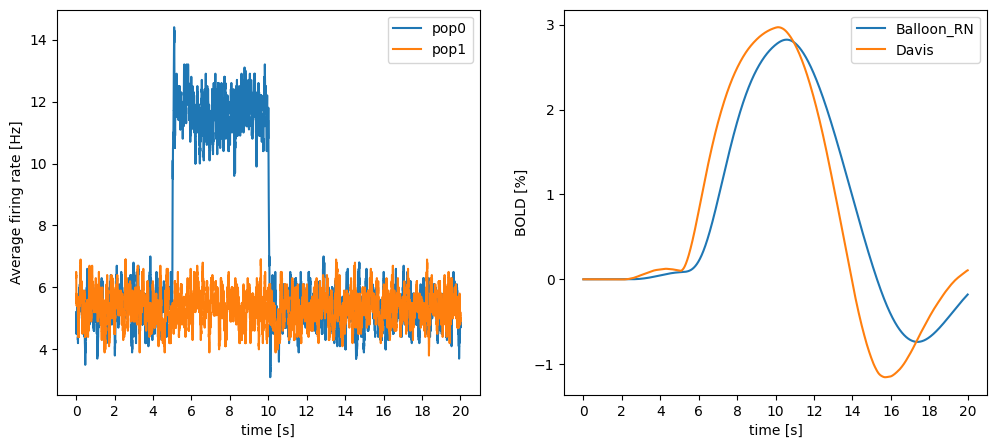 Average firing rate [Hz]
14
12
10
8
6
4
pop0
pop1
0 2 4 6 8 10 12 14 16 18 20
time [s]
BOLD [%]
3
2
1
0
−1
Balloon_RN
Davis
0 2 4 6 8 10 12 14 16 18 20
time [s]